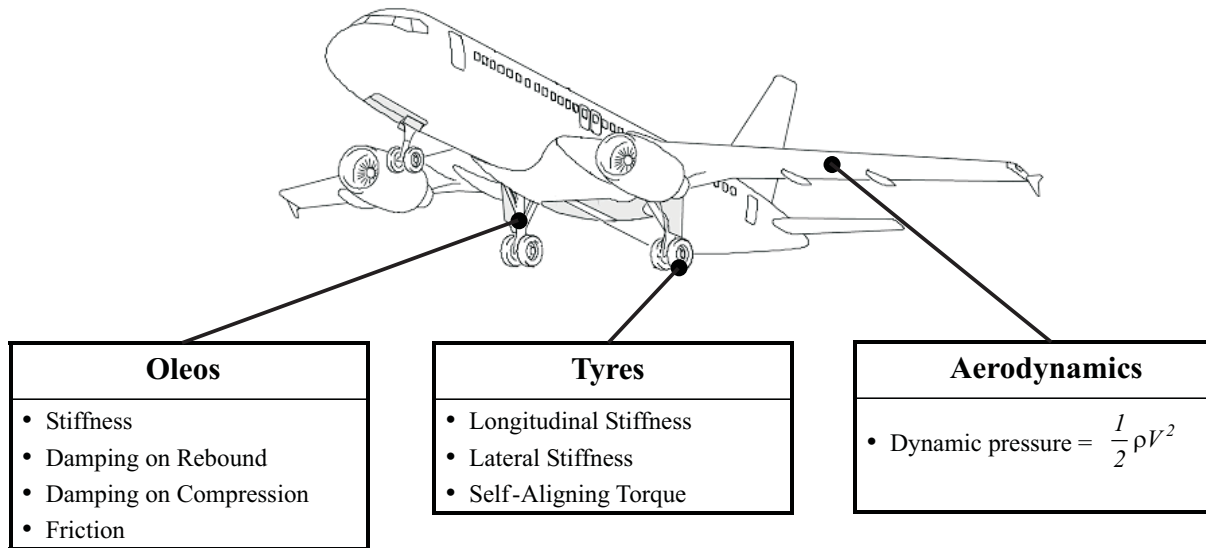 Oleos
• Stiffness
• Damping on Rebound
• Damping on Compression
• Friction
Tyres
• Longitudinal Stiffness
• Lateral Stiffness
• Self-Aligning Torque
Aerodynamics
• Dynamic pressure = 1/2 ρV²